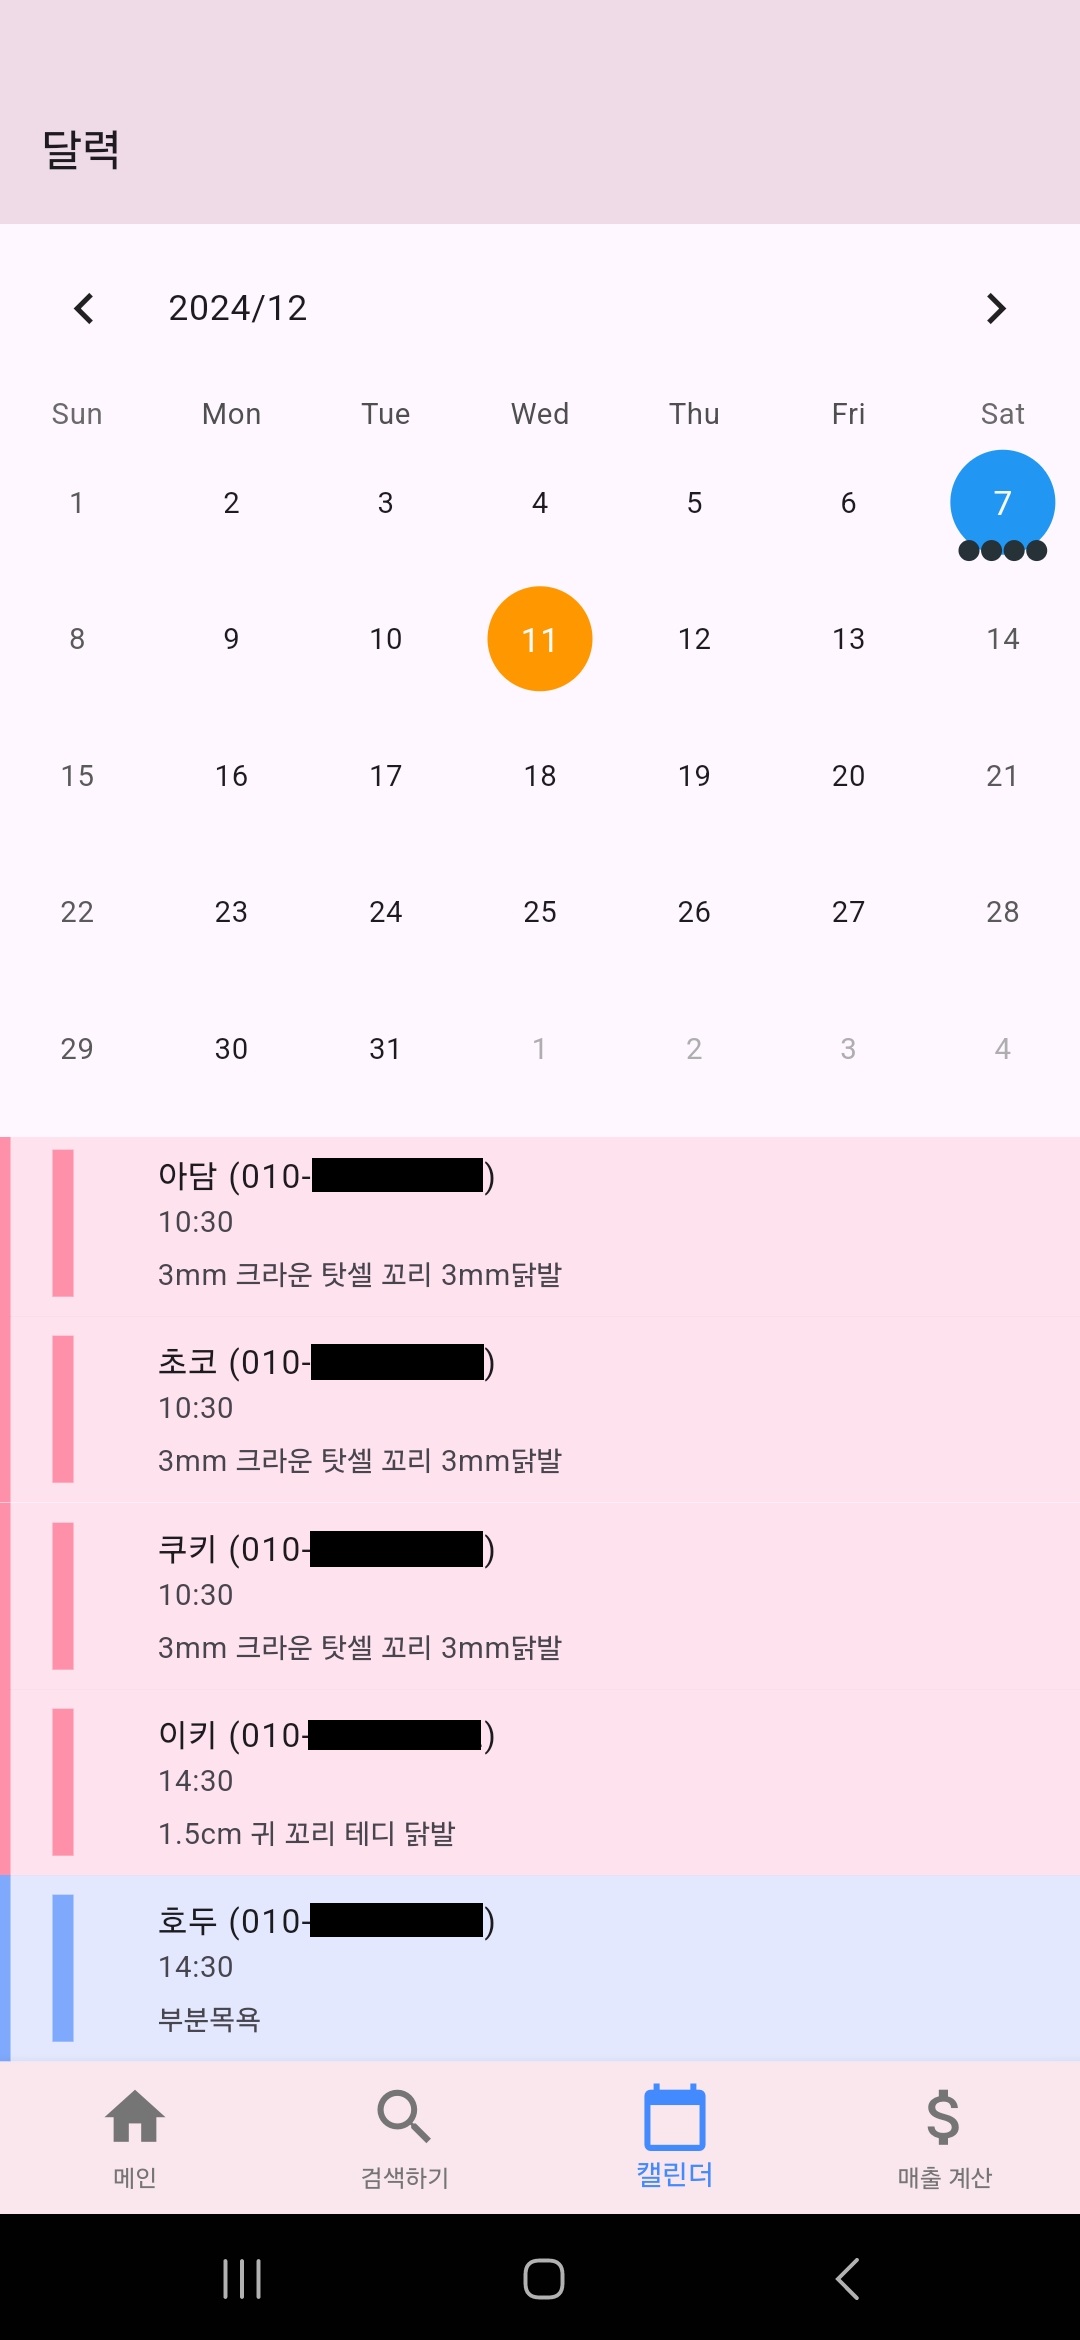 달력
2024/12
Sun Mon Tue Wed Thu Fri Sat
1 2 3 4 5 6 7
8 9 10 11 12 13 14
15 16 17 18 19 20 21
22 23 24 25 26 27 28
29 30 31 1 2 3 4
아담 (010-)
10:30
3mm 크라운 탓셀 꼬리 3mm닭발
초코 (010-)
10:30
3mm 크라운 탓셀 꼬리 3mm닭발
쿠키 (010-)
10:30
3mm 크라운 탓셀 꼬리 3mm닭발
이키 (010-)
14:30
1.5cm 귀 꼬리 테디 닭발
호두 (010-)
14:30
부분목욕
메인 검색하기 캘린더 매출 계산